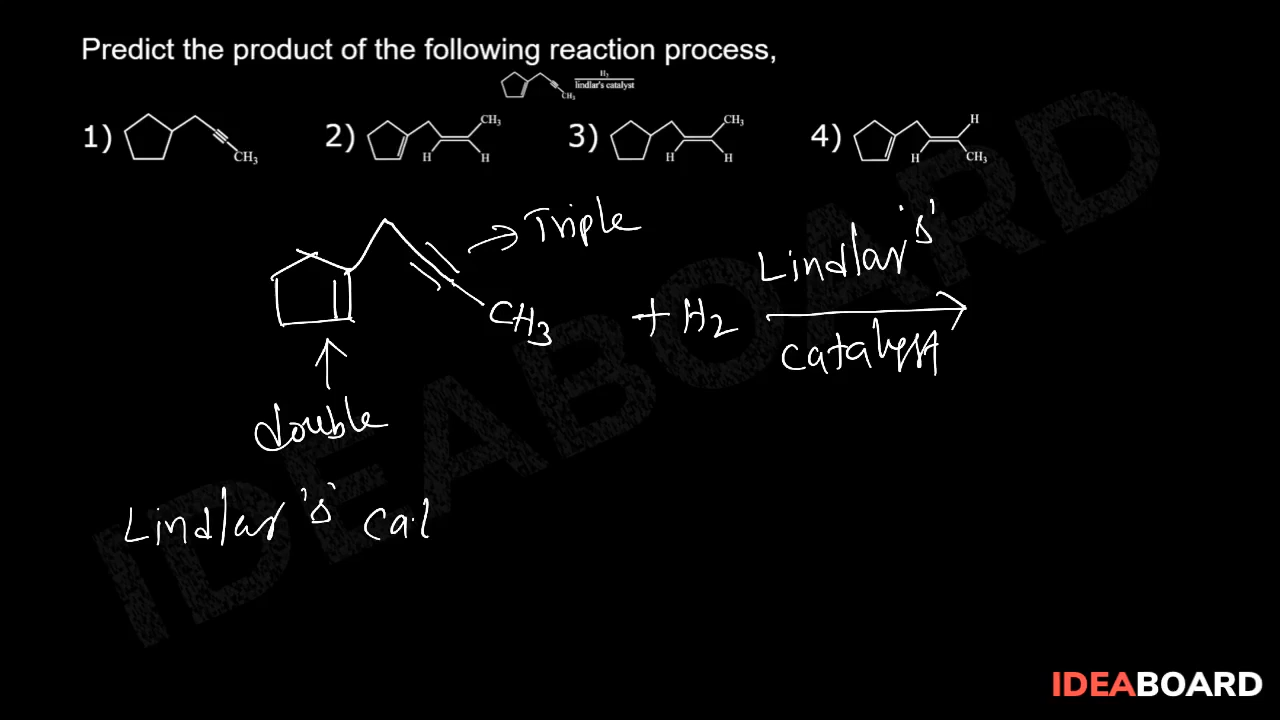 Predict the product of the following reaction process,
H₂
lindlar's catalyst
CH₃
1)
CH₃
2)
CH₃
H
H
3)
CH₃
H
H
4)
H
H
CH₃
Triple
CH₃
+ H₂
Lindlar's
catalyst
double
Lindlar's cal
IDEABOARD
IDEABOARD